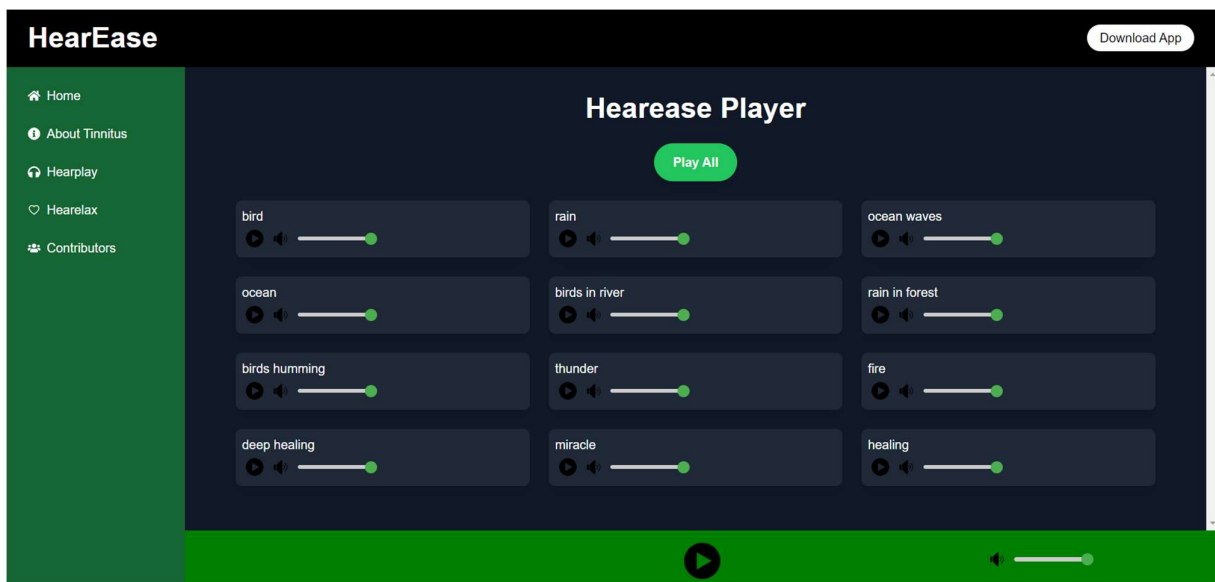 HearEase
Download App
Home
About Tinnitus
Hearplay
Hearelax
Contributors
Hearease Player
Play All
bird
rain
ocean waves
ocean
birds in river
rain in forest
birds humming
thunder
fire
deep healing
miracle
healing